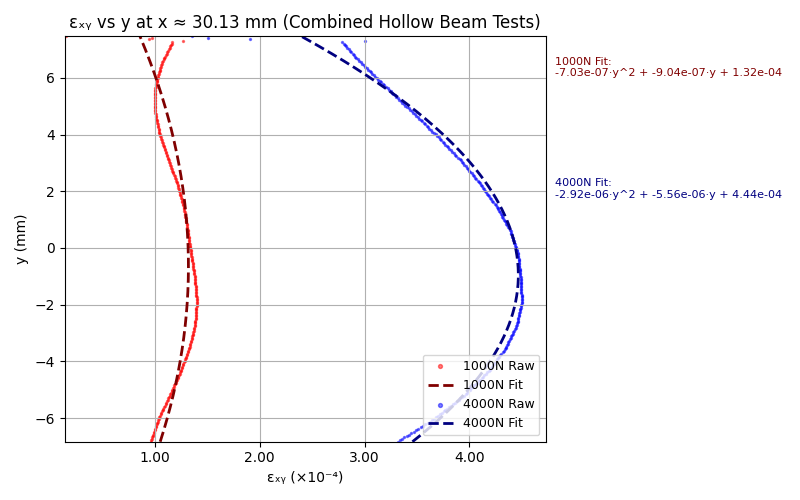 εₓᵧ vs y at x ≈ 30.13 mm (Combined Hollow Beam Tests)
1000N Fit:
-7.03e-07·y^2 + -9.04e-07·y + 1.32e-04
4000N Fit:
-2.92e-06·y^2 + -5.56e-06·y + 4.44e-04
y (mm)
6
4
2
0
−2
−4
−6
1000N Raw
1000N Fit
4000N Raw
4000N Fit
1.00 2.00 3.00 4.00
εₓᵧ (×10⁻⁴)